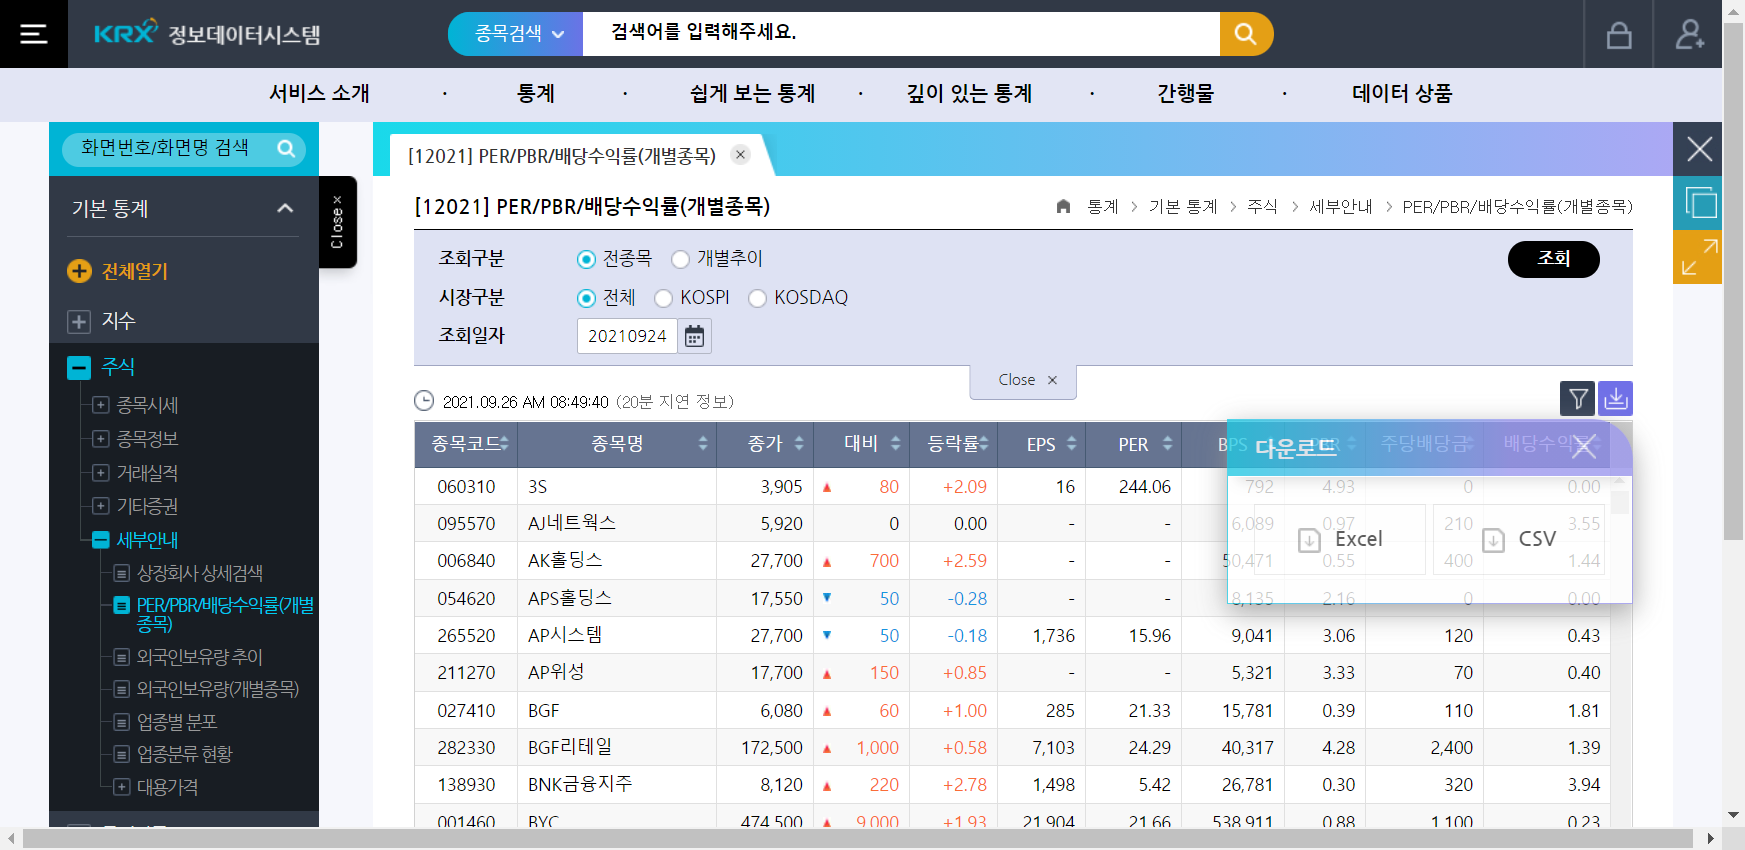 KRX 정보데이터시스템
종목검색
검색어를 입력해주세요.
서비스 소개 · 통계 · 쉽게 보는 통계 · 깊이 있는 통계 · 간행물 · 데이터 상품
화면번호/화면명 검색
기본 통계
전체열기
지수
주식
종목시세
종목정보
거래실적
기타증권
세부안내
상장회사 상세검색
PER/PBR/배당수익률(개별
종목)
외국인보유량 추이
외국인보유량(개별종목)
업종별 분포
업종분류 현황
대용가격
Close ×
[12021] PER/PBR/배당수익률(개별종목)
[12021] PER/PBR/배당수익률(개별종목)
통계 > 기본 통계 > 주식 > 세부안내 > PER/PBR/배당수익률(개별종목)
조회구분 전종목 개별추이 조회
시장구분 전체 KOSPI KOSDAQ
조회일자 20210924
Close ×
2021.09.26 AM 08:49:40 (20분 지연 정보)
종목코드 종목명 종가 대비 등락률 EPS PER BPS PBR 주당배당금 배당수익률
다운로드
Excel
CSV
060310 3S 3,905 ▲ 80 +2.09 16 244.06 792 4.93 0 0.00
095570 AJ네트웍스 5,920 0 0.00 - - 6,089 0.97 210 3.55
006840 AK홀딩스 27,700 ▲ 700 +2.59 - - 50,471 0.55 400 1.44
054620 APS홀딩스 17,550 ▼ 50 -0.28 - - 8,135 2.16 0 0.00
265520 AP시스템 27,700 ▼ 50 -0.18 1,736 15.96 9,041 3.06 120 0.43
211270 AP위성 17,700 ▲ 150 +0.85 - - 5,321 3.33 70 0.40
027410 BGF 6,080 ▲ 60 +1.00 285 21.33 15,781 0.39 110 1.81
282330 BGF리테일 172,500 ▲ 1,000 +0.58 7,103 24.29 40,317 4.28 2,400 1.39
138930 BNK금융지주 8,120 ▲ 220 +2.78 1,498 5.42 26,781 0.30 320 3.94
001460 BYC 474,500 ▲ 9,000 +1.93 21,904 21.66 538,911 0.88 1,100 0.23